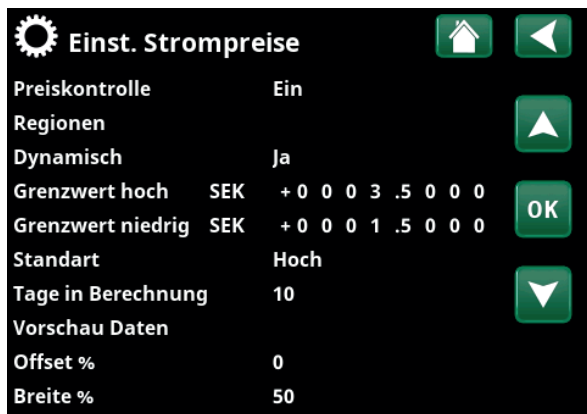 Einst. Strompreise
Preiskontrolle Ein
Regionen
Dynamisch Ja
Grenzwert hoch SEK +0 0 0 3 .5 0 0 0
Grenzwert niedrig SEK +0 0 0 1 .5 0 0 0
OK
Standart Hoch
Tage in Berechnung 10
Vorschau Daten
Offset % 0
Breite % 50